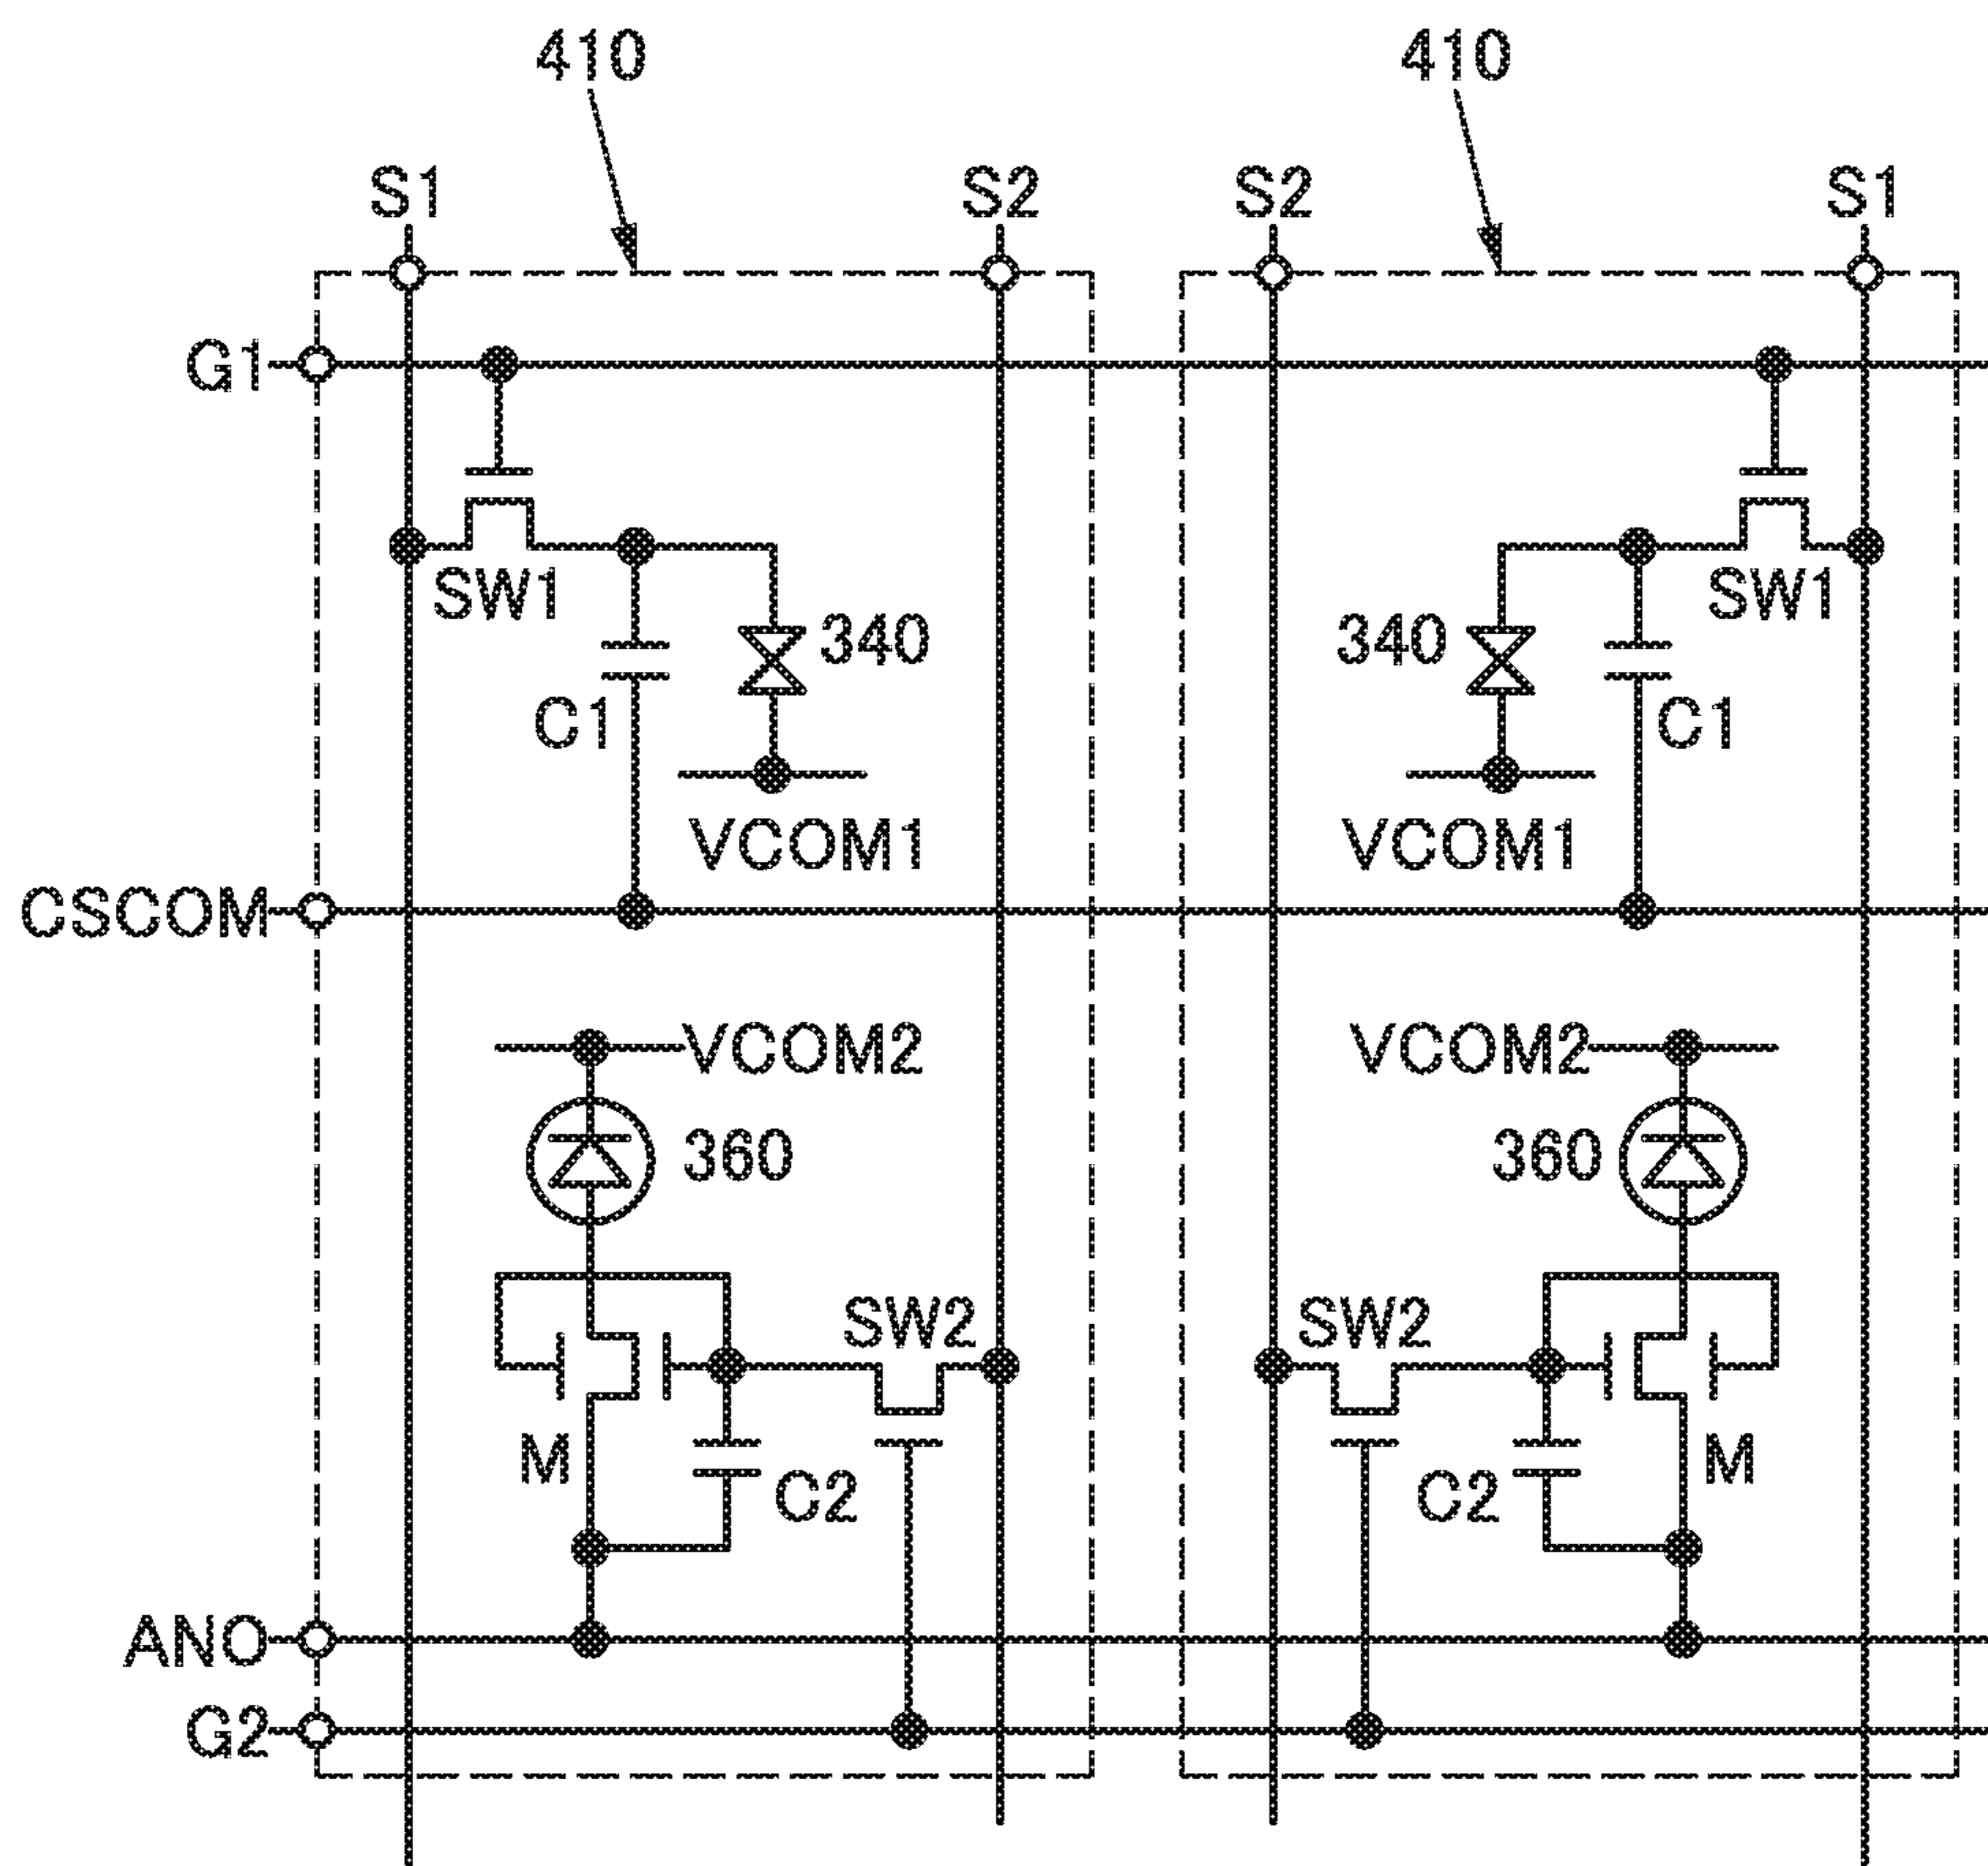 410 410
S1 S2 S2 S1
G1
SW1 SW1
340 340
C1 C1
VCOM1 VCOM1
CSCOM
VCOM2 VCOM2
360 360
SW2 SW2
M M
C2 C2
ANO
G2